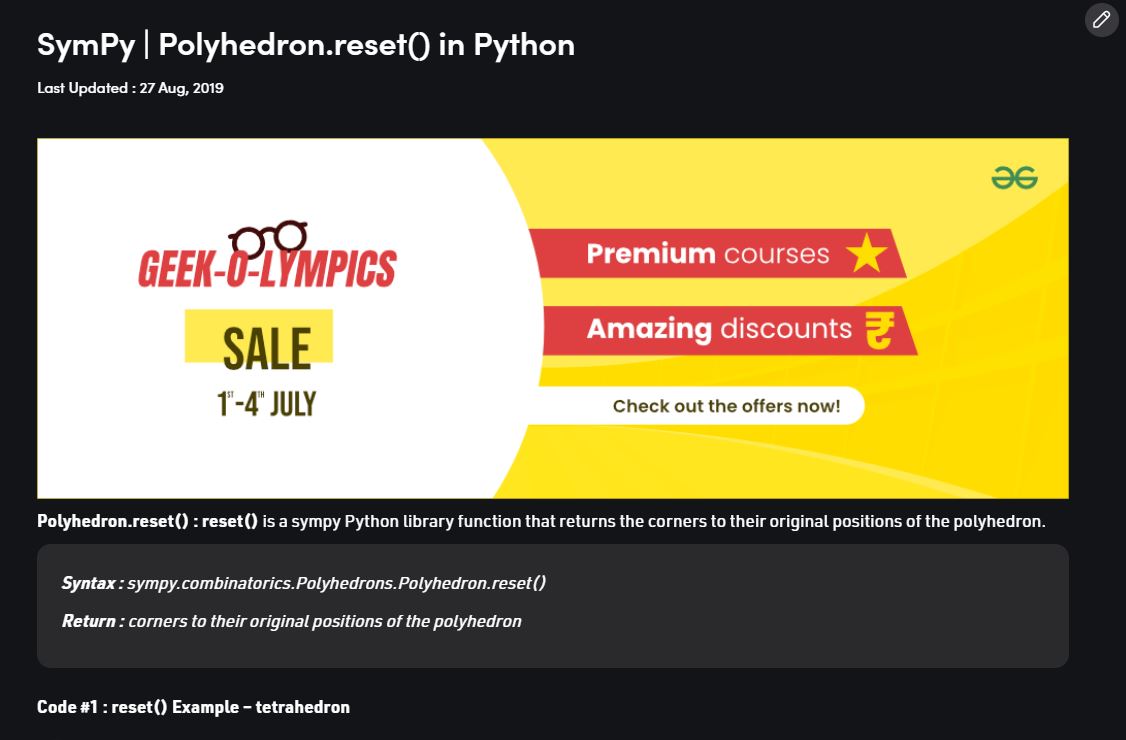 SymPy | Polyhedron.reset() in Python
Last Updated : 27 Aug, 2019
GEEK-O-LYMPICS
SALE
1ST-4TH JULY
Premium courses
Amazing discounts ₹
Check out the offers now!
Polyhedron.reset() : reset() is a sympy Python library function that returns the corners to their original positions of the polyhedron.
Syntax : sympy.combinatorics.Polyhedrons.Polyhedron.reset()
Return : corners to their original positions of the polyhedron
Code #1 : reset() Example – tetrahedron